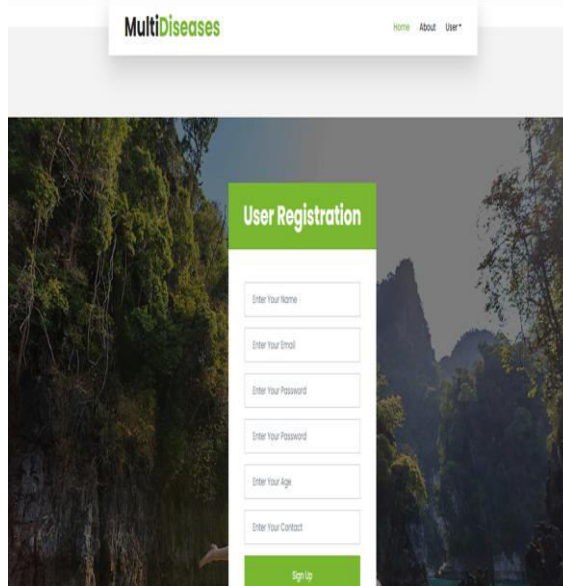 MultiDiseases
Home About User
User Registration
Enter Your Name
Enter Your Email
Enter Your Password
Enter Your Password
Enter Your Age
Enter Your Contact
Sign Up